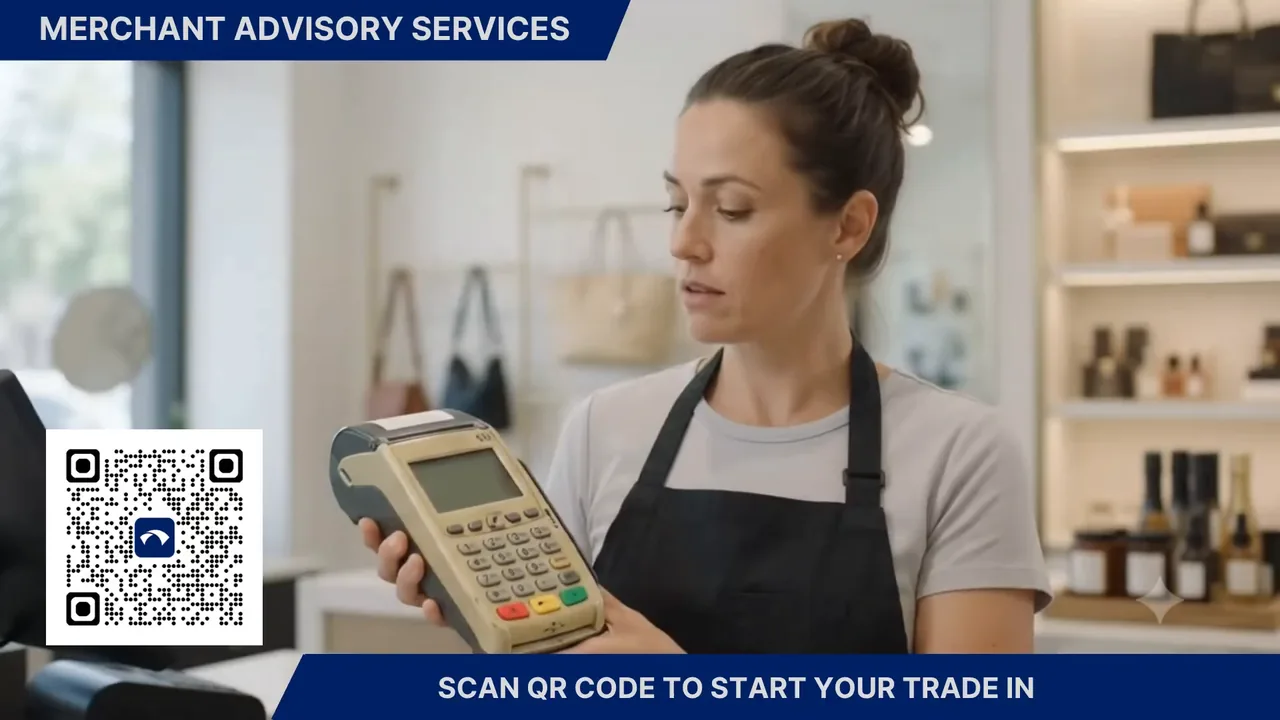 MERCHANT ADVISORY SERVICES
SCAN QR CODE TO START YOUR TRADE IN